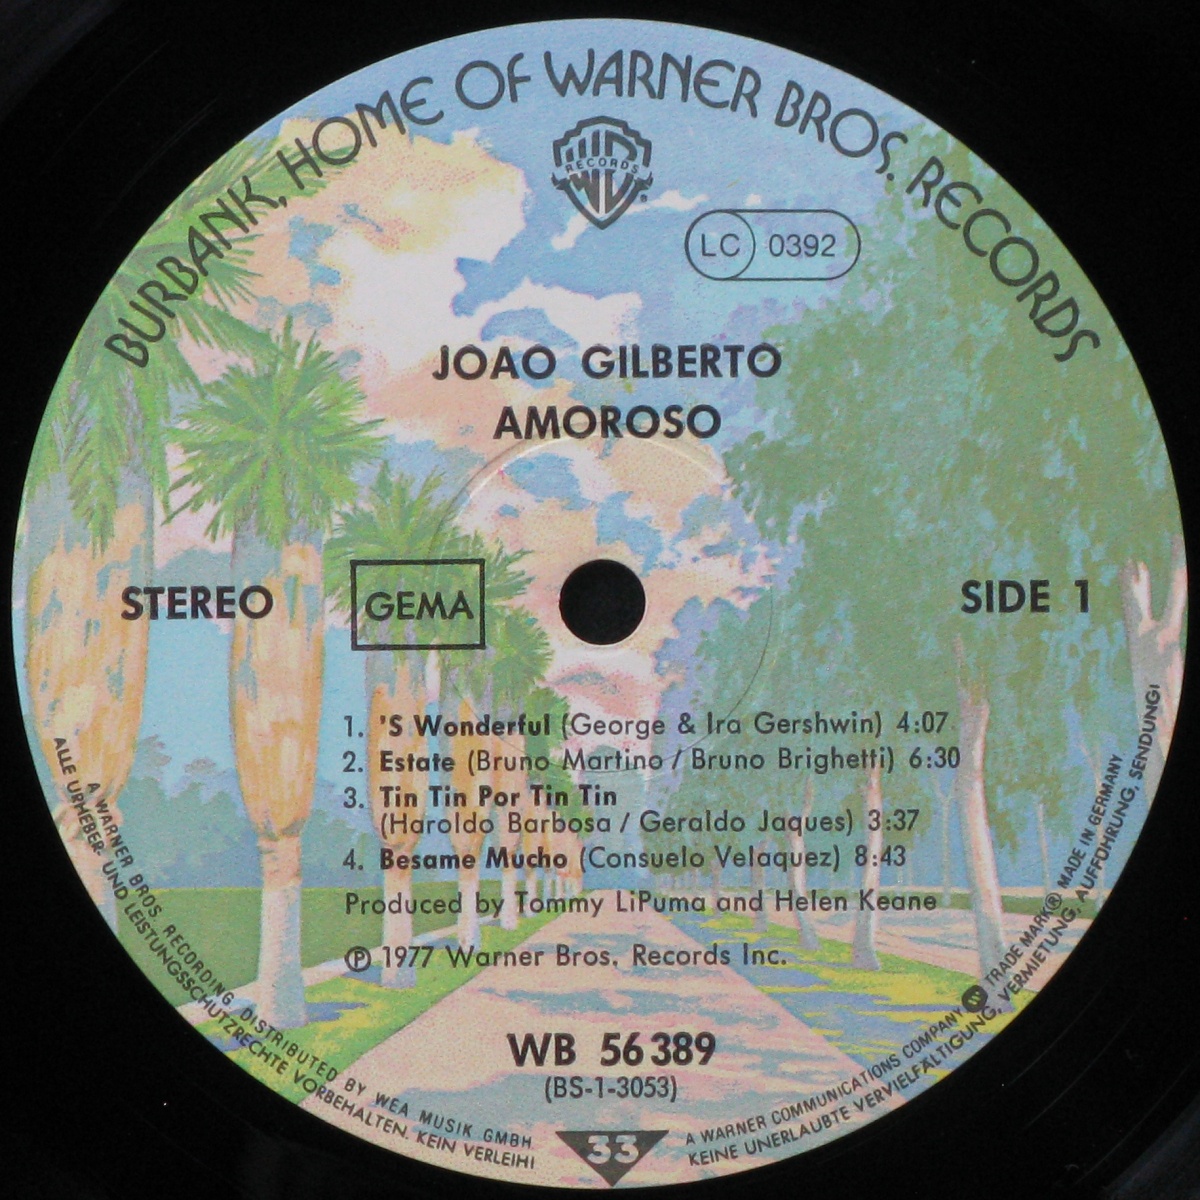 BURBANK, HOME OF WARNER BROS. RECORDS
WB
RECORDS
®
LC 0392
JOAO GILBERTO
AMOROSO
STEREO
GEMA
SIDE 1
1. 'S Wonderful (George & Ira Gershwin) 4:07
2. Estate (Bruno Martino / Bruno Brighetti) 6:30
3. Tin Tin Por Tin Tin
(Haroldo Barbosa / Geraldo Jaques) 3:37
4. Besame Mucho (Consuelo Velaquez) 8:43
Produced by Tommy LiPuma and Helen Keane
℗ 1977 Warner Bros. Records Inc.
WB 56 389
(BS-1-3053)
33
A WARNER BROS. RECORDING, DISTRIBUTED BY WEA MUSIK GMBH
A WARNER COMMUNICATIONS COMPANY W TRADE MARK® MADE IN GERMANY
ALLE URHEBER- UND LEISTUNGSSCHUTZRECHTE VORBEHALTEN. KEIN VERLEIH!
KEINE UNERLAUBTE VERVIELFÄLTIGUNG, VERMIETUNG, AUFFÜHRUNG, SENDUNG!